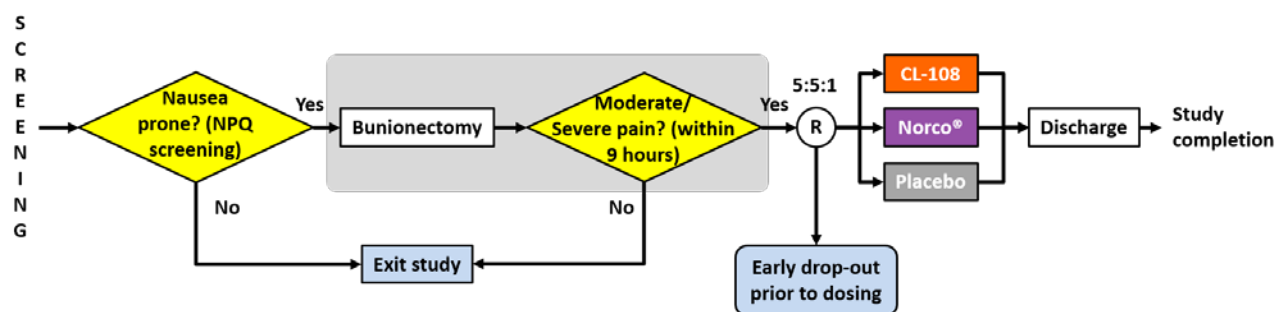 SCREENING
Nausea
prone? (NPQ
screening)
Yes
No
Bunionectomy
Moderate/
Severe pain? (within
9 hours)
Yes
No
Exit study
5:5:1
R
Early drop-out
prior to dosing
CL-108
Norco®
Placebo
Discharge
Study
completion